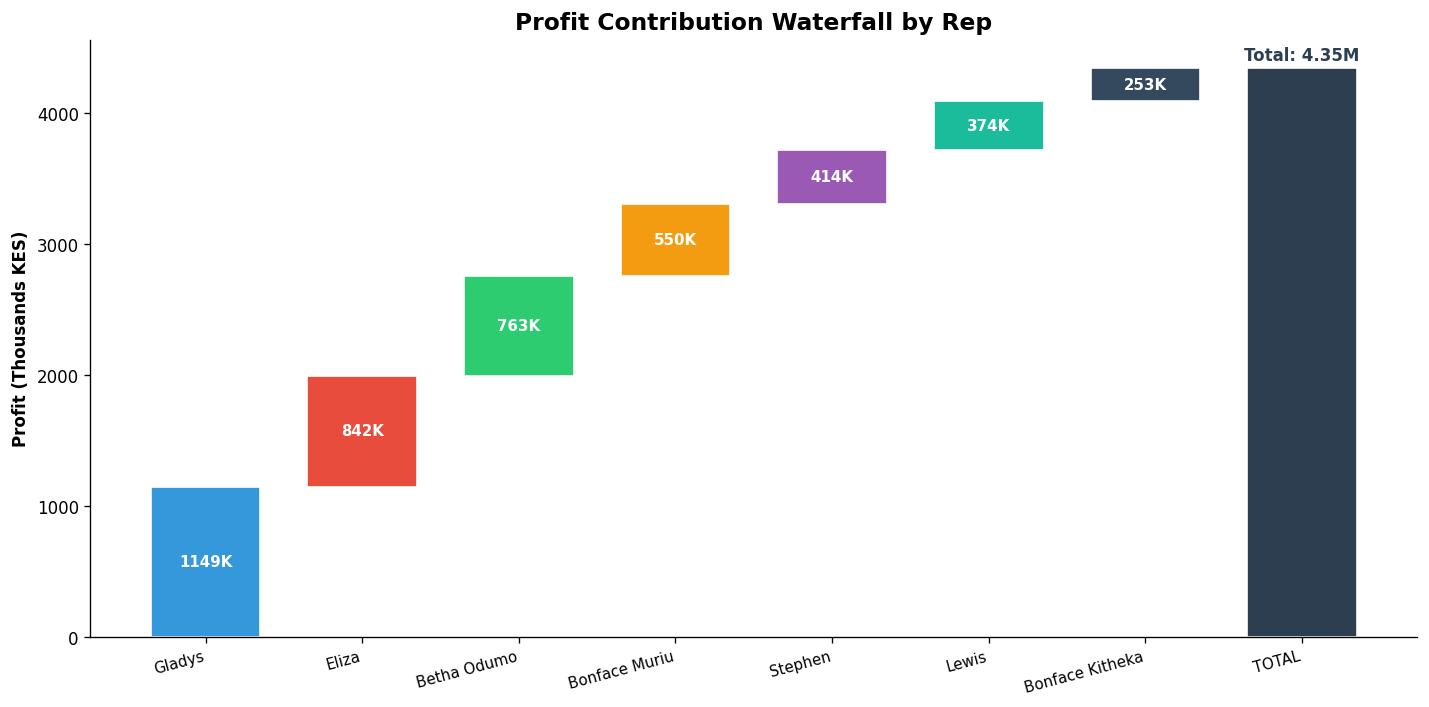 Profit Contribution Waterfall by Rep
Total: 4.35M
253K
4000
374K
414K
3000
550K
763K
2000
842K
1000
1149K
0
Profit (Thousands KES)
Gladys
Eliza
Betha Odumo
Bonface Muriu
Stephen
Lewis
Bonface Kitheka
TOTAL